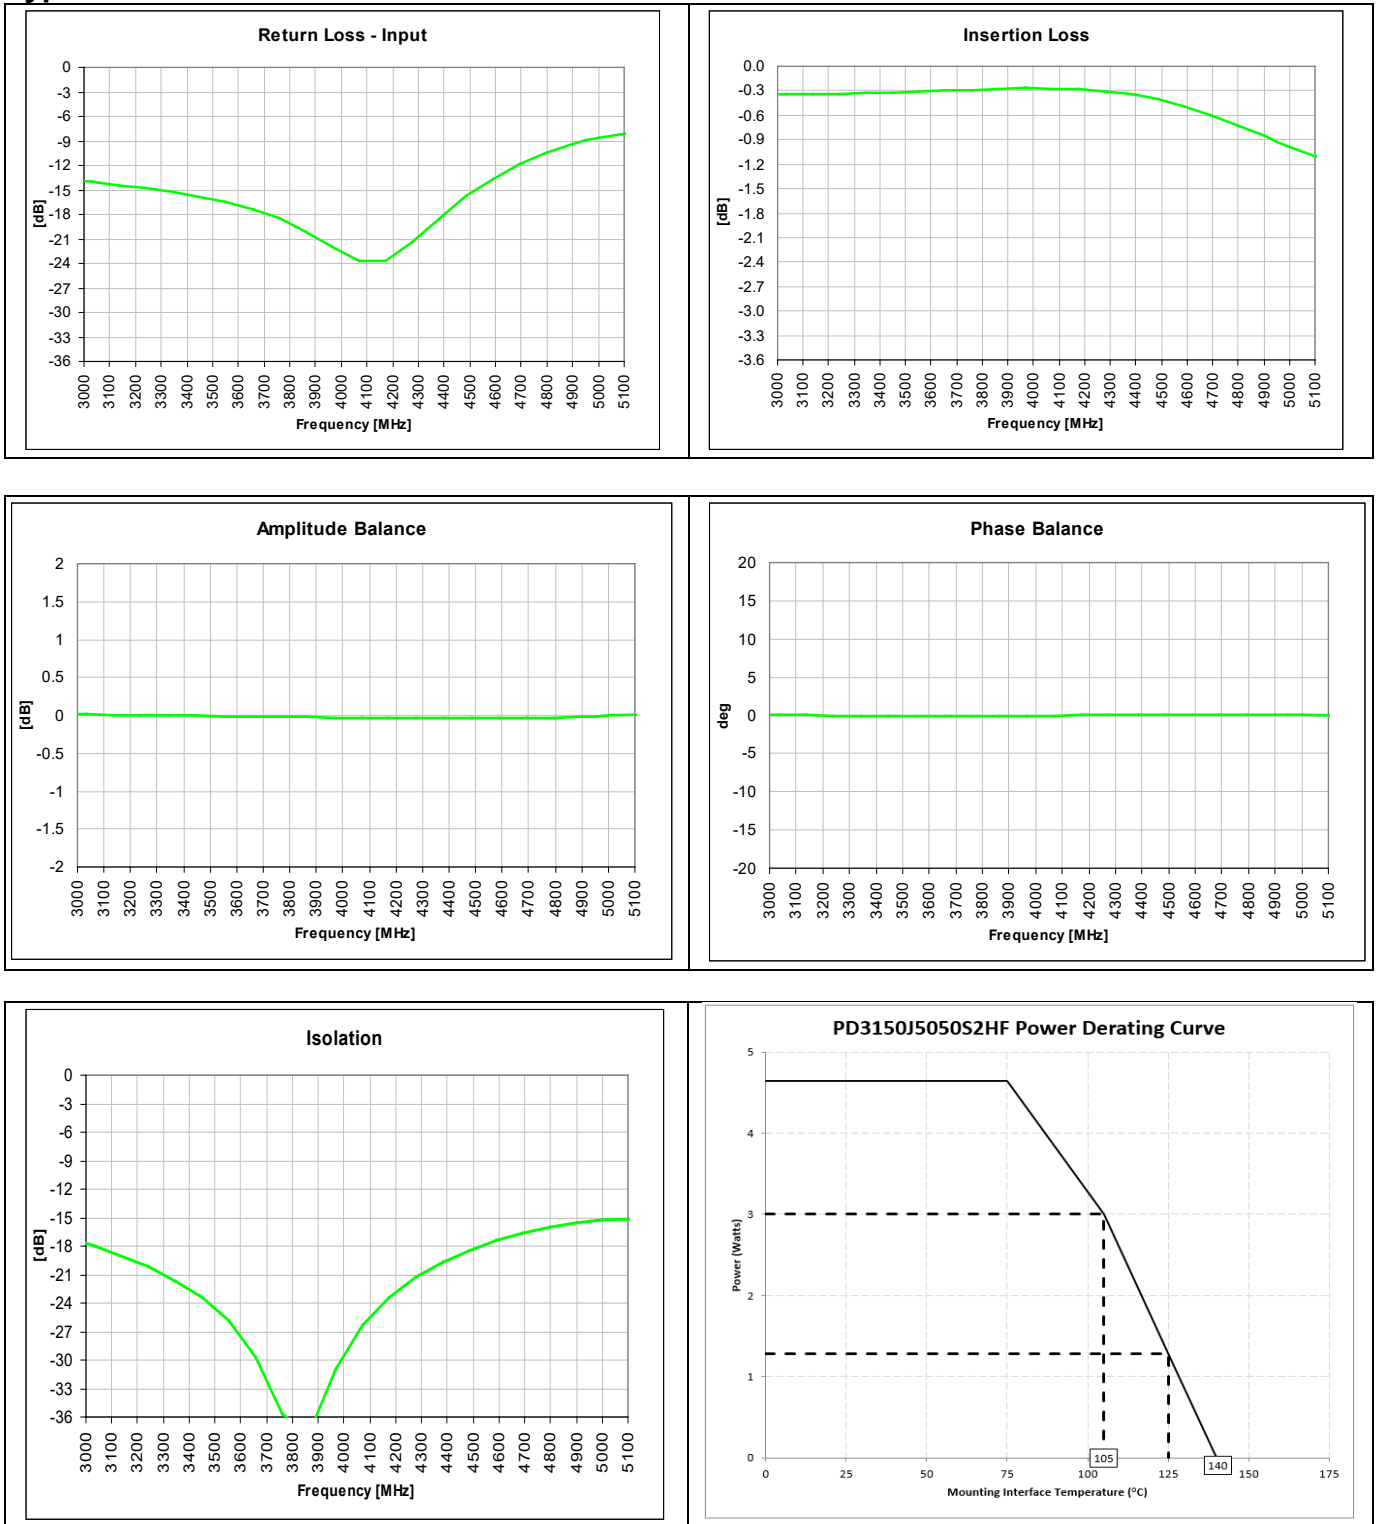 Return Loss - Input
0
-3
-6
-9
-12
-15
-18
-21
-24
-27
-30
-33
-36
[dB]
3000 3100 3200 3300 3400 3500 3600 3700 3800 3900 4000 4100 4200 4300 4400 4500 4600 4700 4800 4900 5000 5100
Frequency [MHz]
Insertion Loss
0.0
-0.3
-0.6
-0.9
-1.2
-1.5
-1.8
-2.1
-2.4
-2.7
-3.0
-3.3
-3.6
[dB]
3000 3100 3200 3300 3400 3500 3600 3700 3800 3900 4000 4100 4200 4300 4400 4500 4600 4700 4800 4900 5000 5100
Frequency [MHz]
Amplitude Balance
2
1.5
1
0.5
0
-0.5
-1
-1.5
-2
[dB]
3000 3100 3200 3300 3400 3500 3600 3700 3800 3900 4000 4100 4200 4300 4400 4500 4600 4700 4800 4900 5000 5100
Frequency [MHz]
Phase Balance
20
15
10
5
0
-5
-10
-15
-20
deg
3000 3100 3200 3300 3400 3500 3600 3700 3800 3900 4000 4100 4200 4300 4400 4500 4600 4700 4800 4900 5000 5100
Frequency [MHz]
Isolation
0
-3
-6
-9
-12
-15
-18
-21
-24
-27
-30
-33
-36
[dB]
3000 3100 3200 3300 3400 3500 3600 3700 3800 3900 4000 4100 4200 4300 4400 4500 4600 4700 4800 4900 5000 5100
Frequency [MHz]
PD3150J5050S2HF Power Derating Curve
5
4
3
2
1
0
Power (Watts)
105
140
0 25 50 75 100 125 150 175
Mounting Interface Temperature (°C)